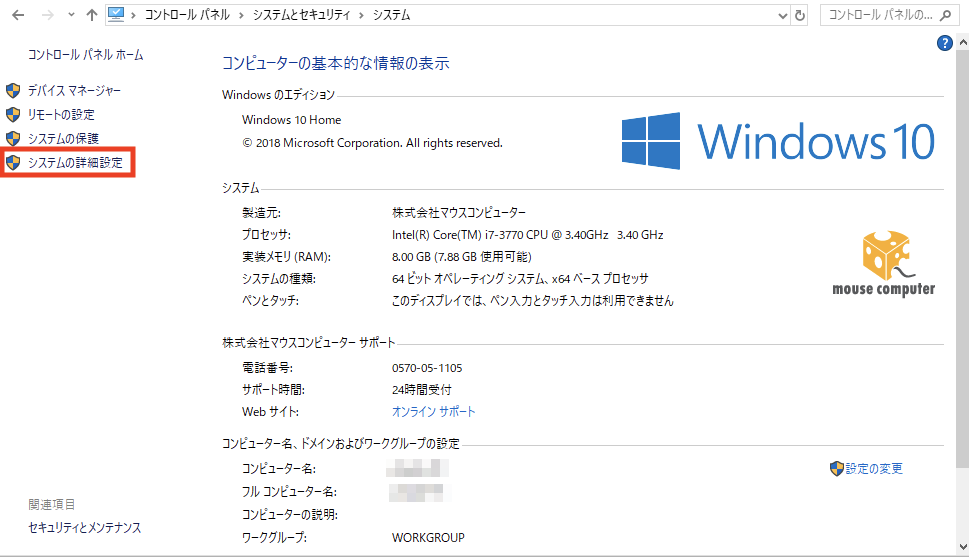 コントロール パネル › システムとセキュリティ › システム
コントロール パネルの...
コントロール パネル ホーム
デバイス マネージャー
リモートの設定
システムの保護
システムの詳細設定
関連項目
セキュリティとメンテナンス
コンピューターの基本的な情報の表示
Windows のエディション
Windows 10 Home
© 2018 Microsoft Corporation. All rights reserved.
Windows 10
システム
製造元: 株式会社マウスコンピューター
プロセッサ: Intel(R) Core(TM) i7-3770 CPU @ 3.40GHz 3.40 GHz
実装メモリ (RAM): 8.00 GB (7.88 GB 使用可能)
システムの種類: 64 ビット オペレーティング システム、x64 ベース プロセッサ
ペンとタッチ: このディスプレイでは、ペン入力とタッチ入力は利用できません
mouse computer
株式会社マウスコンピューター サポート
電話番号: 0570-05-1105
サポート時間: 24時間受付
Web サイト: オンライン サポート
コンピューター名、ドメインおよびワークグループの設定
コンピューター名:
設定の変更
フル コンピューター名:
コンピューターの説明:
ワークグループ: WORKGROUP